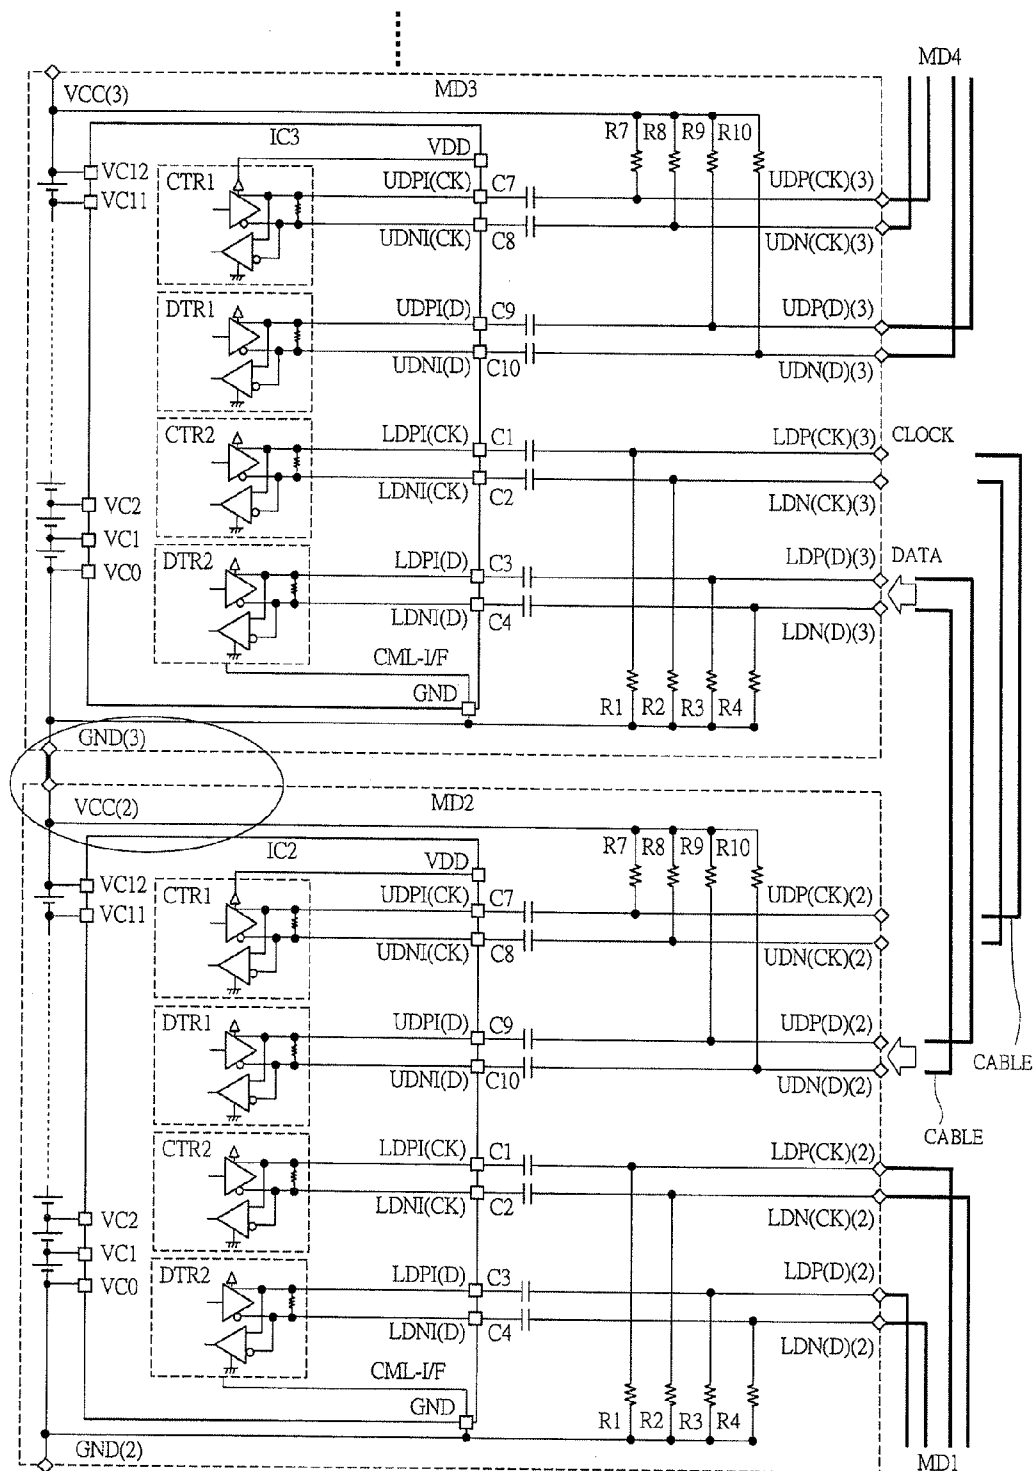 MD4
VCC(3)
MD3
IC3
VDD
R7 R8 R9 R10
VC12
CTR1
UDPI(CK)
C7
UDP(CK)(3)
VC11
UDNI(CK)
C8
UDN(CK)(3)
DTR1
UDPI(D)
C9
UDP(D)(3)
UDNI(D)
C10
UDN(D)(3)
CTR2
LDPI(CK)
C1
LDP(CK)(3)
CLOCK
VC2
LDNI(CK)
C2
LDN(CK)(3)
VC1
DTR2
LDPI(D)
C3
LDP(D)(3)
DATA
VC0
LDNI(D)
C4
LDN(D)(3)
CML-I/F
GND
R1 R2 R3 R4
GND(3)
VCC(2)
MD2
IC2
VDD
R7 R8 R9 R10
VC12
CTR1
UDPI(CK)
C7
UDP(CK)(2)
VC11
UDNI(CK)
C8
UDN(CK)(2)
DTR1
UDPI(D)
C9
UDP(D)(2)
UDNI(D)
C10
UDN(D)(2)
CABLE
CABLE
CTR2
LDPI(CK)
C1
LDP(CK)(2)
VC2
LDNI(CK)
C2
LDN(CK)(2)
VC1
DTR2
LDPI(D)
C3
LDP(D)(2)
VC0
LDNI(D)
C4
LDN(D)(2)
CML-I/F
GND
R1 R2 R3 R4
GND(2)
MD1